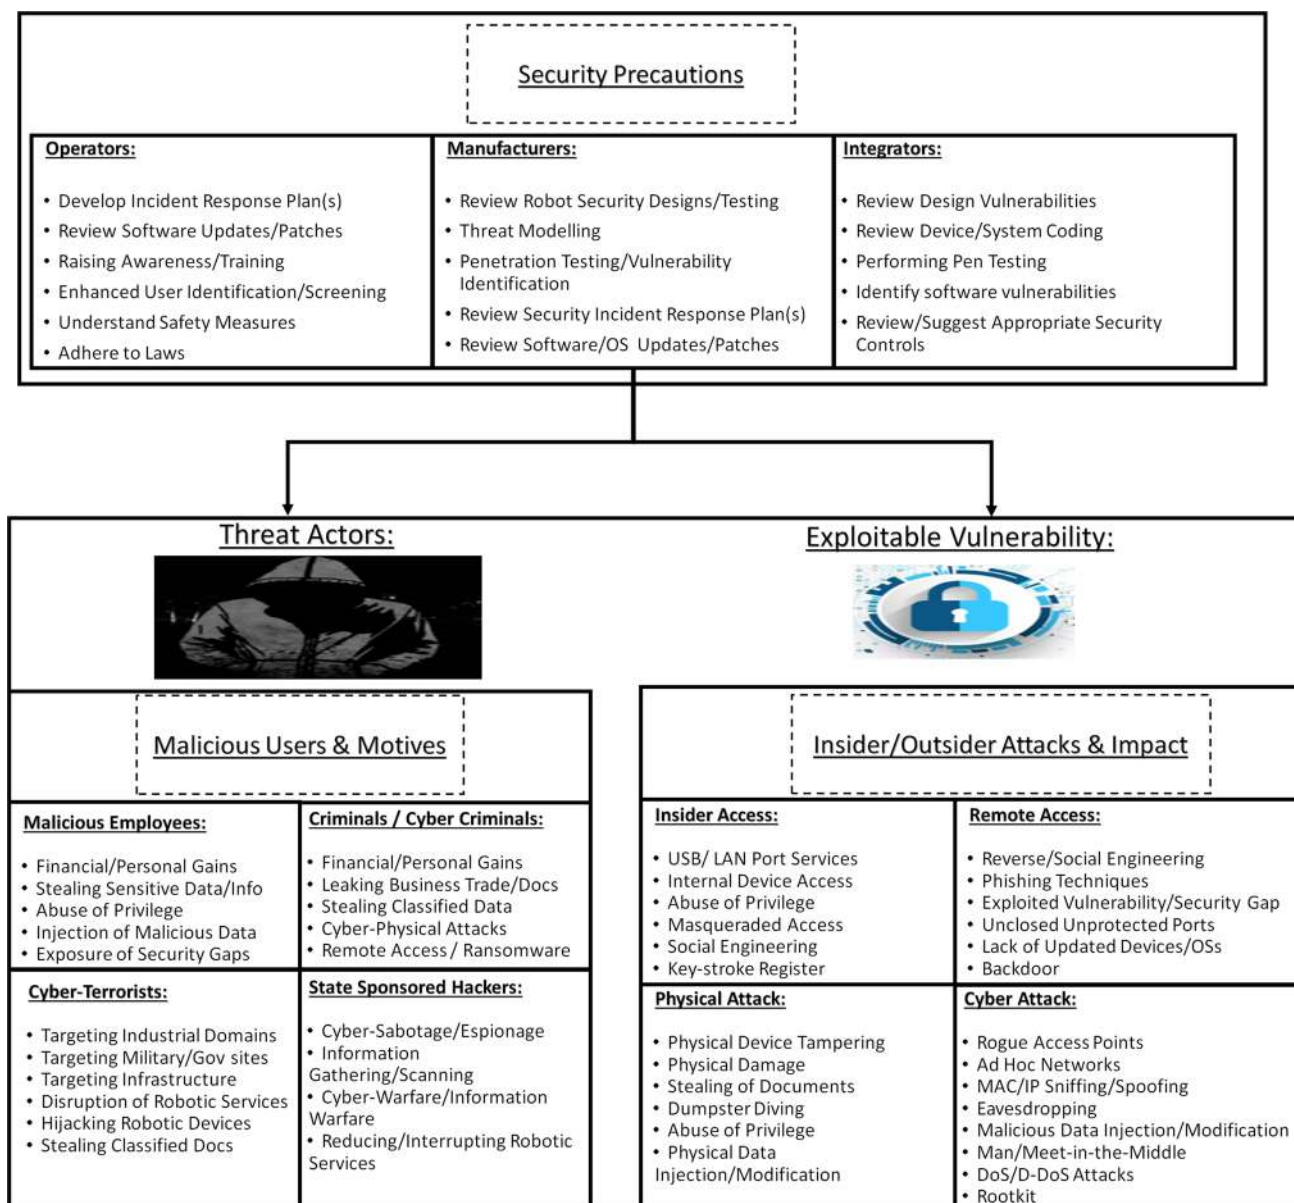 Security Precautions
Operators:
• Develop Incident Response Plan(s)
• Review Software Updates/Patches
• Raising Awareness/Training
• Enhanced User Identification/Screening
• Understand Safety Measures
• Adhere to Laws
Manufacturers:
• Review Robot Security Designs/Testing
• Threat Modelling
• Penetration Testing/Vulnerability
Identification
• Review Security Incident Response Plan(s)
• Review Software/OS Updates/Patches
Integrators:
• Review Design Vulnerabilities
• Review Device/System Coding
• Performing Pen Testing
• Identify software vulnerabilities
• Review/Suggest Appropriate Security
Controls
Threat Actors:
Malicious Users & Motives
Malicious Employees:
• Financial/Personal Gains
• Stealing Sensitive Data/Info
• Abuse of Privilege
• Injection of Malicious Data
• Exposure of Security Gaps
Criminals / Cyber Criminals:
• Financial/Personal Gains
• Leaking Business Trade/Docs
• Stealing Classified Data
• Cyber-Physical Attacks
• Remote Access / Ransomware
Cyber-Terrorists:
• Targeting Industrial Domains
• Targeting Military/Gov sites
• Targeting Infrastructure
• Disruption of Robotic Services
• Hijacking Robotic Devices
• Stealing Classified Docs
State Sponsored Hackers:
• Cyber-Sabotage/Espionage
• Information
Gathering/Scanning
• Cyber-Warfare/Information
Warfare
• Reducing/Interrupting Robotic
Services
Exploitable Vulnerability:
Insider/Outsider Attacks & Impact
Insider Access:
• USB/ LAN Port Services
• Internal Device Access
• Abuse of Privilege
• Masqueraded Access
• Social Engineering
• Key-stroke Register
Remote Access:
• Reverse/Social Engineering
• Phishing Techniques
• Exploited Vulnerability/Security Gap
• Unclosed Unprotected Ports
• Lack of Updated Devices/OSs
• Backdoor
Physical Attack:
• Physical Device Tampering
• Physical Damage
• Stealing of Documents
• Dumpster Diving
• Abuse of Privilege
• Physical Data
Injection/Modification
Cyber Attack:
• Rogue Access Points
• Ad Hoc Networks
• MAC/IP Sniffing/Spoofing
• Eavesdropping
• Malicious Data Injection/Modification
• Man/Meet-in-the-Middle
• DoS/D-DoS Attacks
• Rootkit